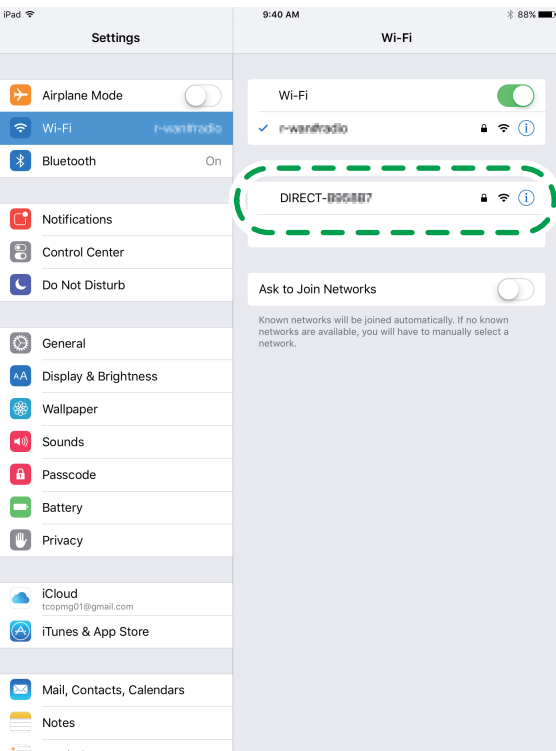 iPad
9:40 AM
88%
Settings
Wi-Fi
Airplane Mode
Wi-Fi
Bluetooth
On
Notifications
Control Center
Do Not Disturb
General
Display & Brightness
Wallpaper
Sounds
Passcode
Battery
Privacy
iCloud
tcopmg01@gmail.com
iTunes & App Store
Mail, Contacts, Calendars
Notes
Wi-Fi
DIRECT-
Ask to Join Networks
Known networks will be joined automatically. If no known
networks are available, you will have to manually select a
network.